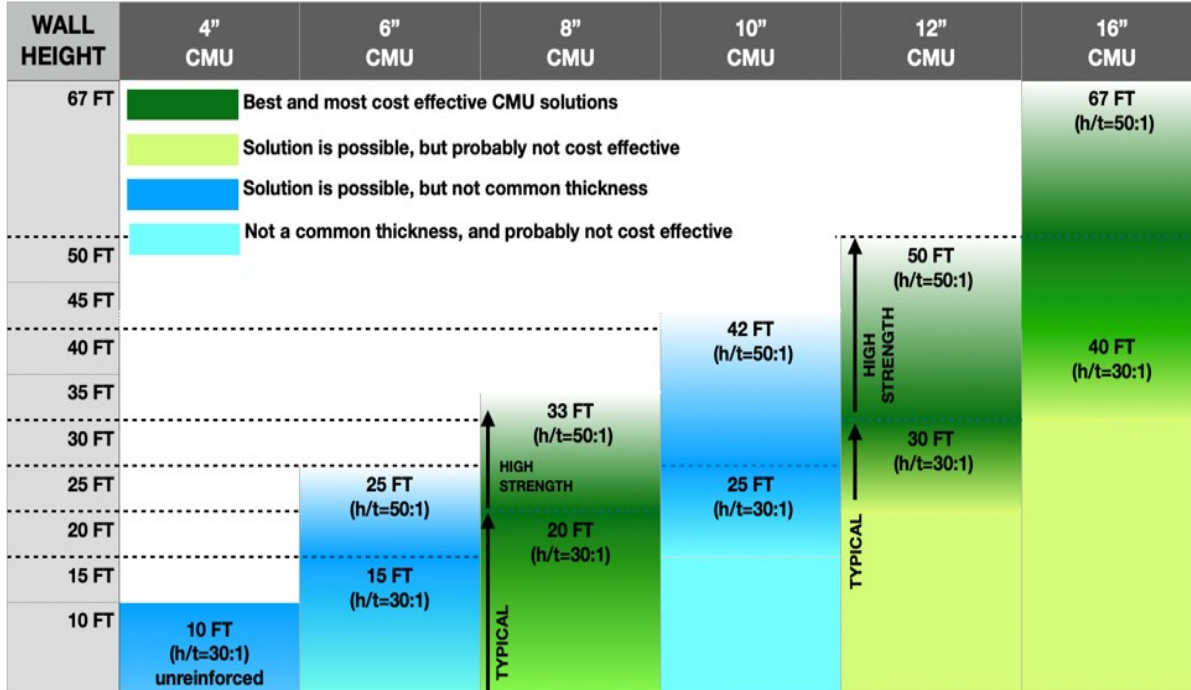 WALL HEIGHT
4” CMU
6” CMU
8” CMU
10” CMU
12” CMU
16” CMU
67 FT
50 FT
45 FT
40 FT
35 FT
30 FT
25 FT
20 FT
15 FT
10 FT
Best and most cost effective CMU solutions
Solution is possible, but probably not cost effective
Solution is possible, but not common thickness
Not a common thickness, and probably not cost effective
10 FT
(h/t=30:1)
unreinforced
25 FT
(h/t=50:1)
15 FT
(h/t=30:1)
33 FT
(h/t=50:1)
HIGH
STRENGTH
20 FT
(h/t=30:1)
TYPICAL
42 FT
(h/t=50:1)
25 FT
(h/t=30:1)
50 FT
(h/t=50:1)
HIGH
STRENGTH
30 FT
(h/t=30:1)
TYPICAL
67 FT
(h/t=50:1)
40 FT
(h/t=30:1)